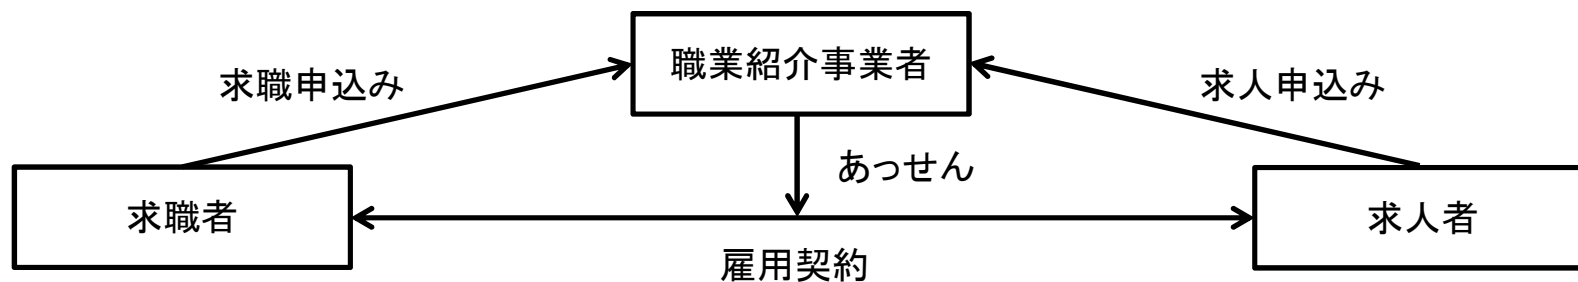 職業紹介事業者
求職申込み
求人申込み
あっせん
求職者
求人者
雇用契約